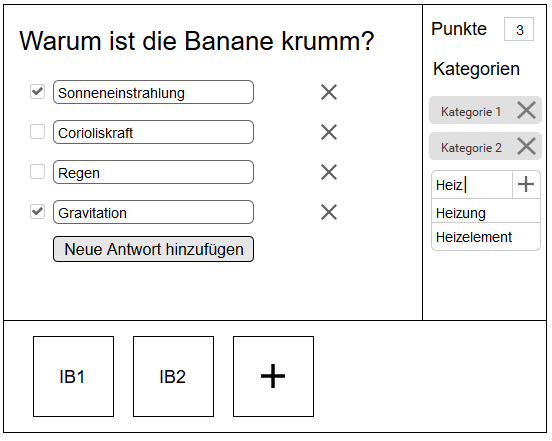 Warum ist die Banane krumm?
Sonneneinstrahlung
Corioliskraft
Regen
Gravitation
Neue Antwort hinzufügen
Punkte 3
Kategorien
Kategorie 1
Kategorie 2
Heiz
Heizung
Heizelement
IB1 IB2